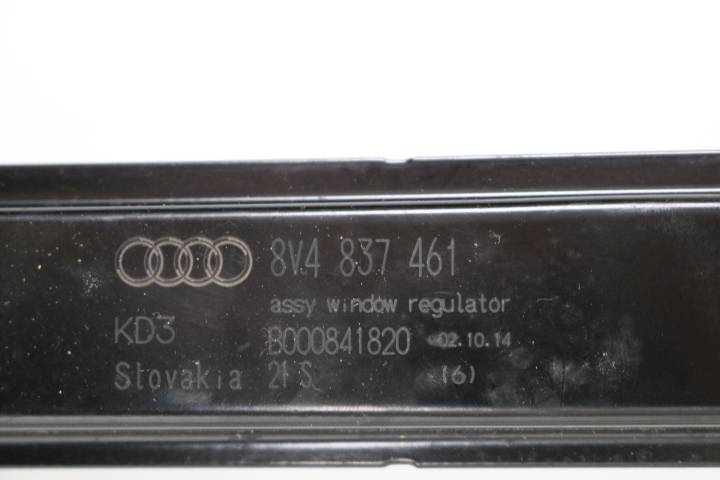 8V4 837 461
assy window regulator
KD3 B000841820 02.10.14
Slovakia 21 S (6)